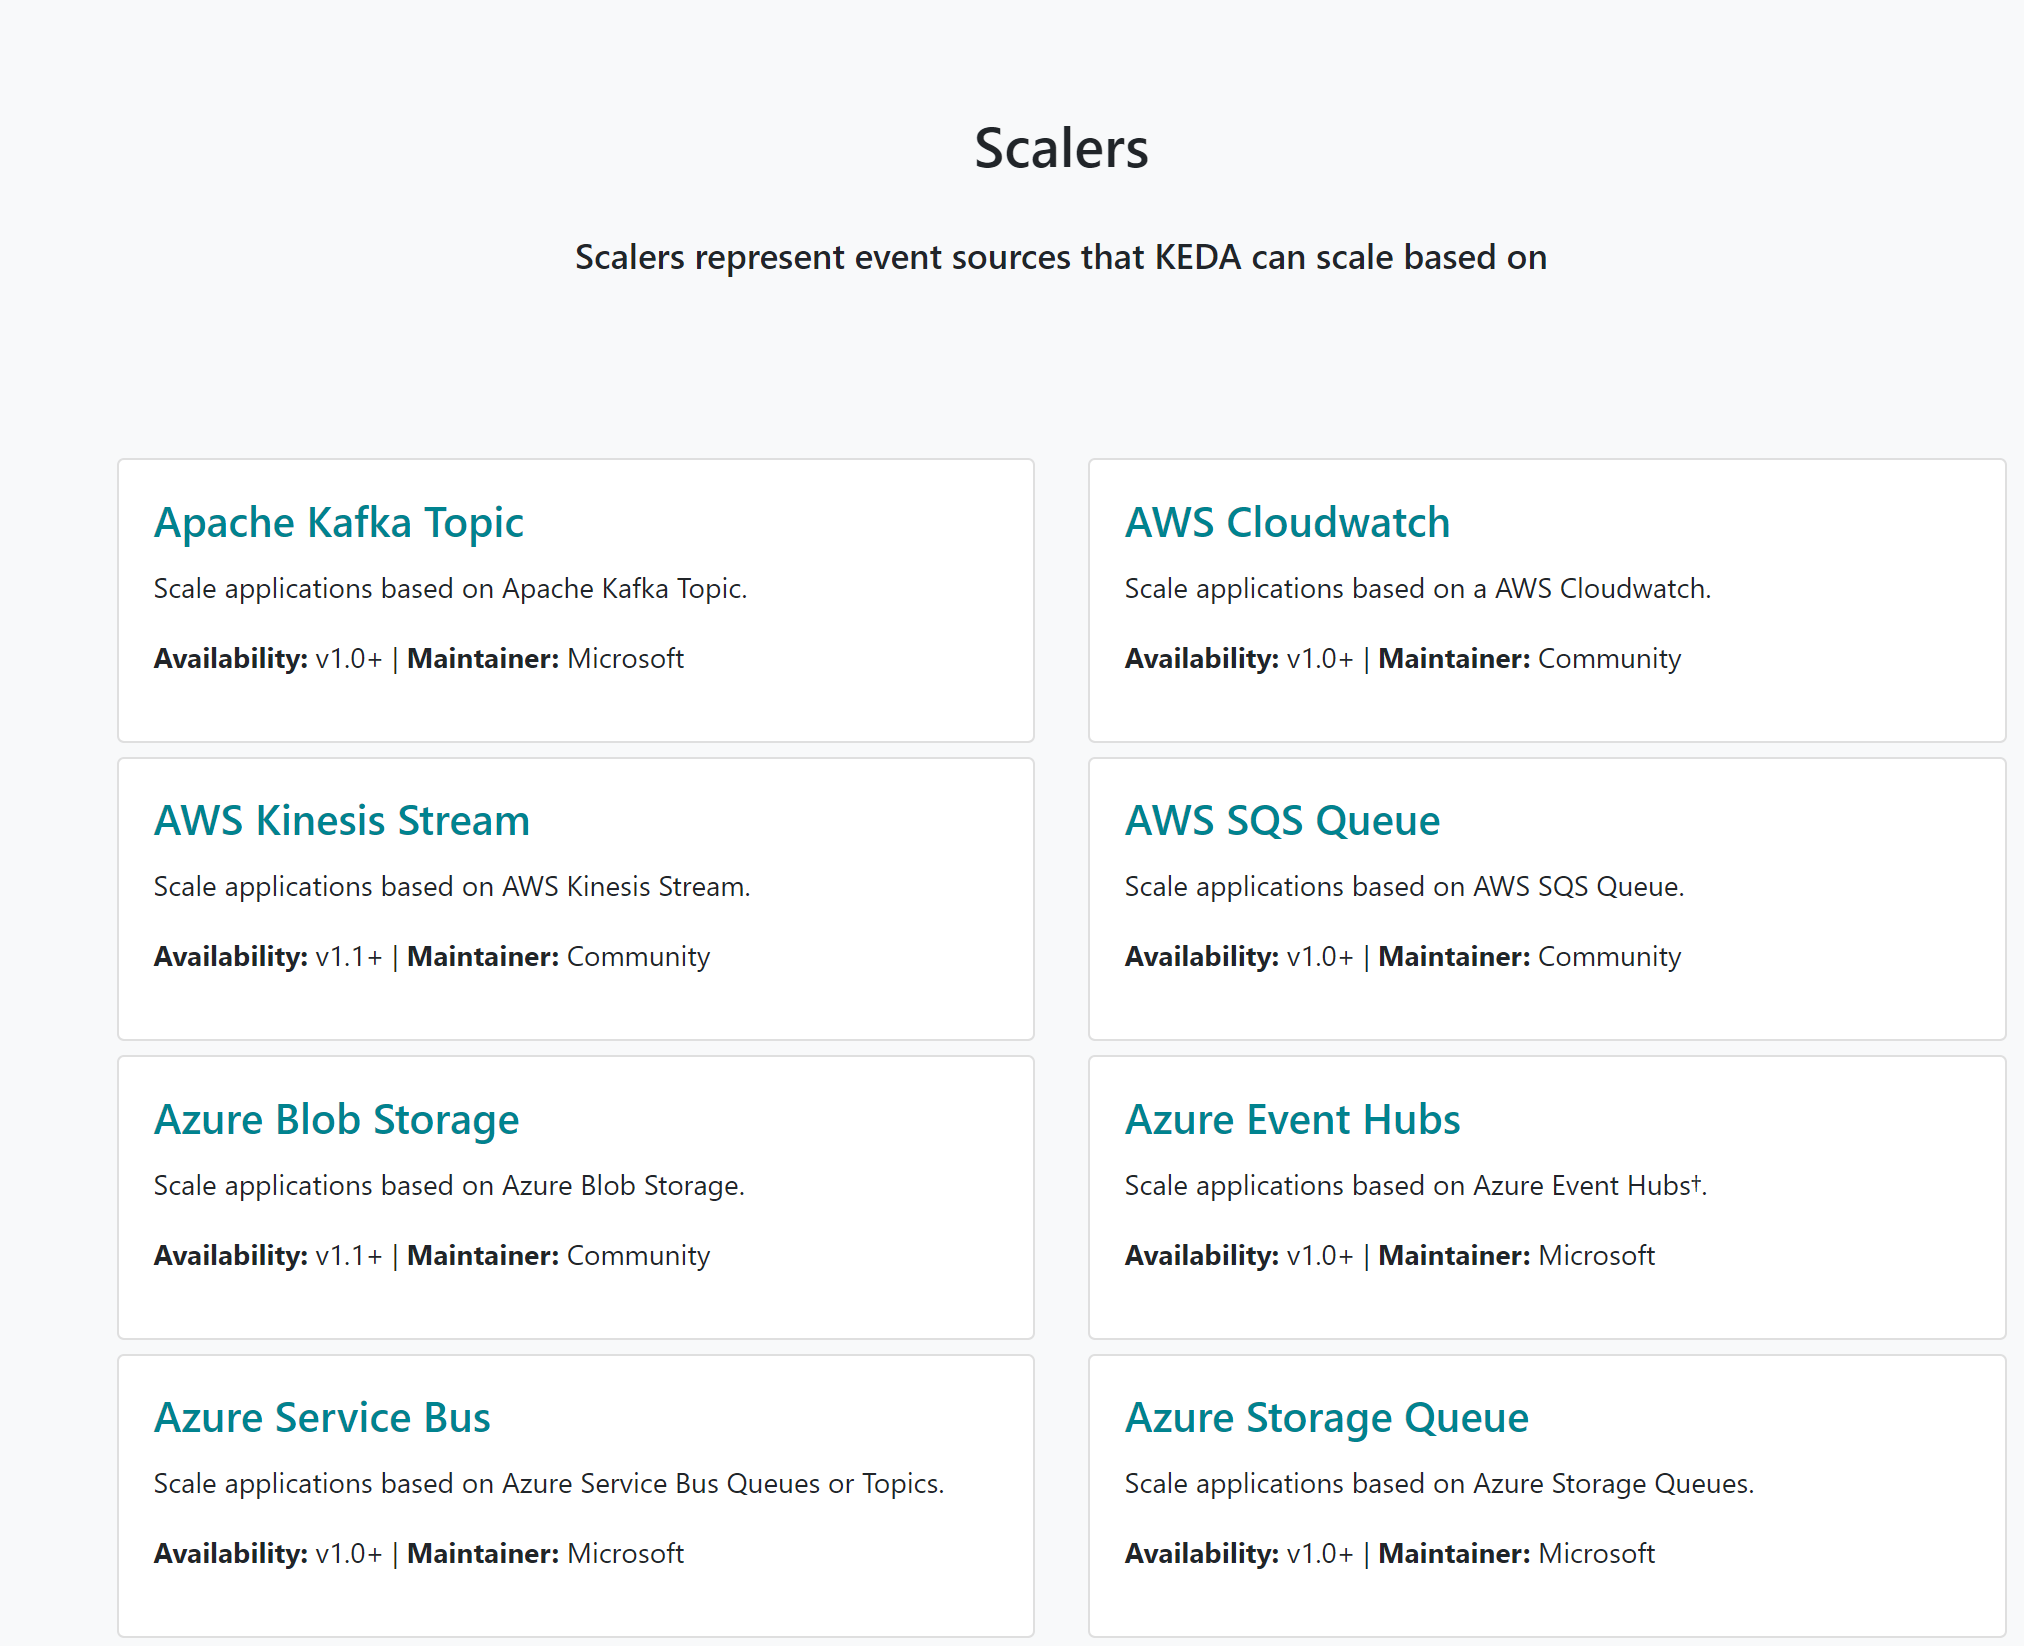 Scalers
Scalers represent event sources that KEDA can scale based on
Apache Kafka Topic
Scale applications based on Apache Kafka Topic.
Availability: v1.0+ | Maintainer: Microsoft
AWS Cloudwatch
Scale applications based on a AWS Cloudwatch.
Availability: v1.0+ | Maintainer: Community
AWS Kinesis Stream
Scale applications based on AWS Kinesis Stream.
Availability: v1.1+ | Maintainer: Community
AWS SQS Queue
Scale applications based on AWS SQS Queue.
Availability: v1.0+ | Maintainer: Community
Azure Blob Storage
Scale applications based on Azure Blob Storage.
Availability: v1.1+ | Maintainer: Community
Azure Event Hubs
Scale applications based on Azure Event Hubs†.
Availability: v1.0+ | Maintainer: Microsoft
Azure Service Bus
Scale applications based on Azure Service Bus Queues or Topics.
Availability: v1.0+ | Maintainer: Microsoft
Azure Storage Queue
Scale applications based on Azure Storage Queues.
Availability: v1.0+ | Maintainer: Microsoft